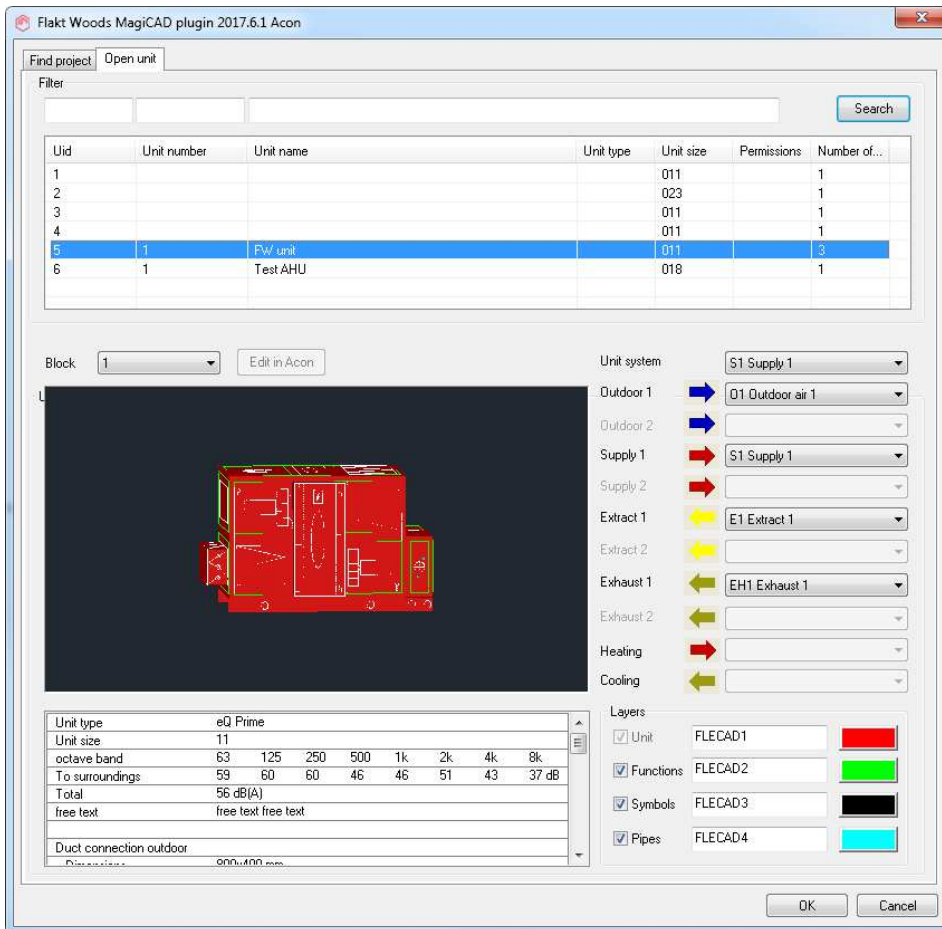 Flakt Woods MagiCAD plugin 2017.6.1 Acon
Find project Open unit
Filter
Search
Uid Unit number Unit name Unit type Unit size Permissions Number of...
1 011 1
2 023 1
3 011 1
4 011 1
5 1 FW unit 011 3
6 1 Test AHU 018 1
Block 1 Edit in Acon
Unit system S1 Supply 1
Outdoor 1 O1 Outdoor air 1
Outdoor 2
Supply 1 S1 Supply 1
Supply 2
Extract 1 E1 Extract 1
Extract 2
Exhaust 1 EH1 Exhaust 1
Exhaust 2
Heating
Cooling
Unit type eQ Prime
Unit size 11
octave band 63 125 250 500 1k 2k 4k 8k
To surroundings 59 60 60 46 46 51 43 37 dB
Total 56 dB(A)
free text free text free text
Duct connection outdoor
Dimensions 800x400 mm
Layers
Unit FLECAD1
Functions FLECAD2
Symbols FLECAD3
Pipes FLECAD4
OK Cancel